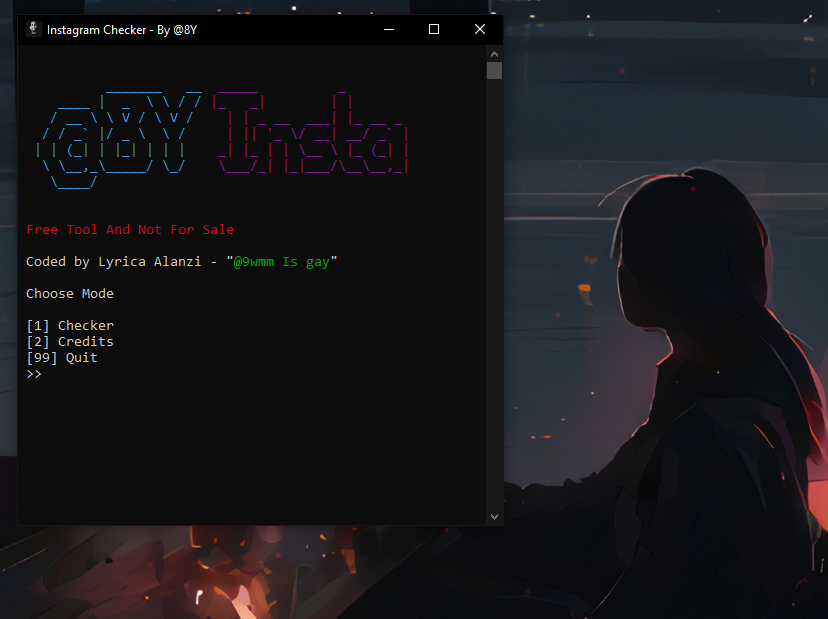 Instagram Checker - By @8Y
@8Y Insta
Free Tool And Not For Sale
Coded by Lyrica Alanzi - "@9wmm Is gay"
Choose Mode
[1] Checker
[2] Credits
[99] Quit
>>